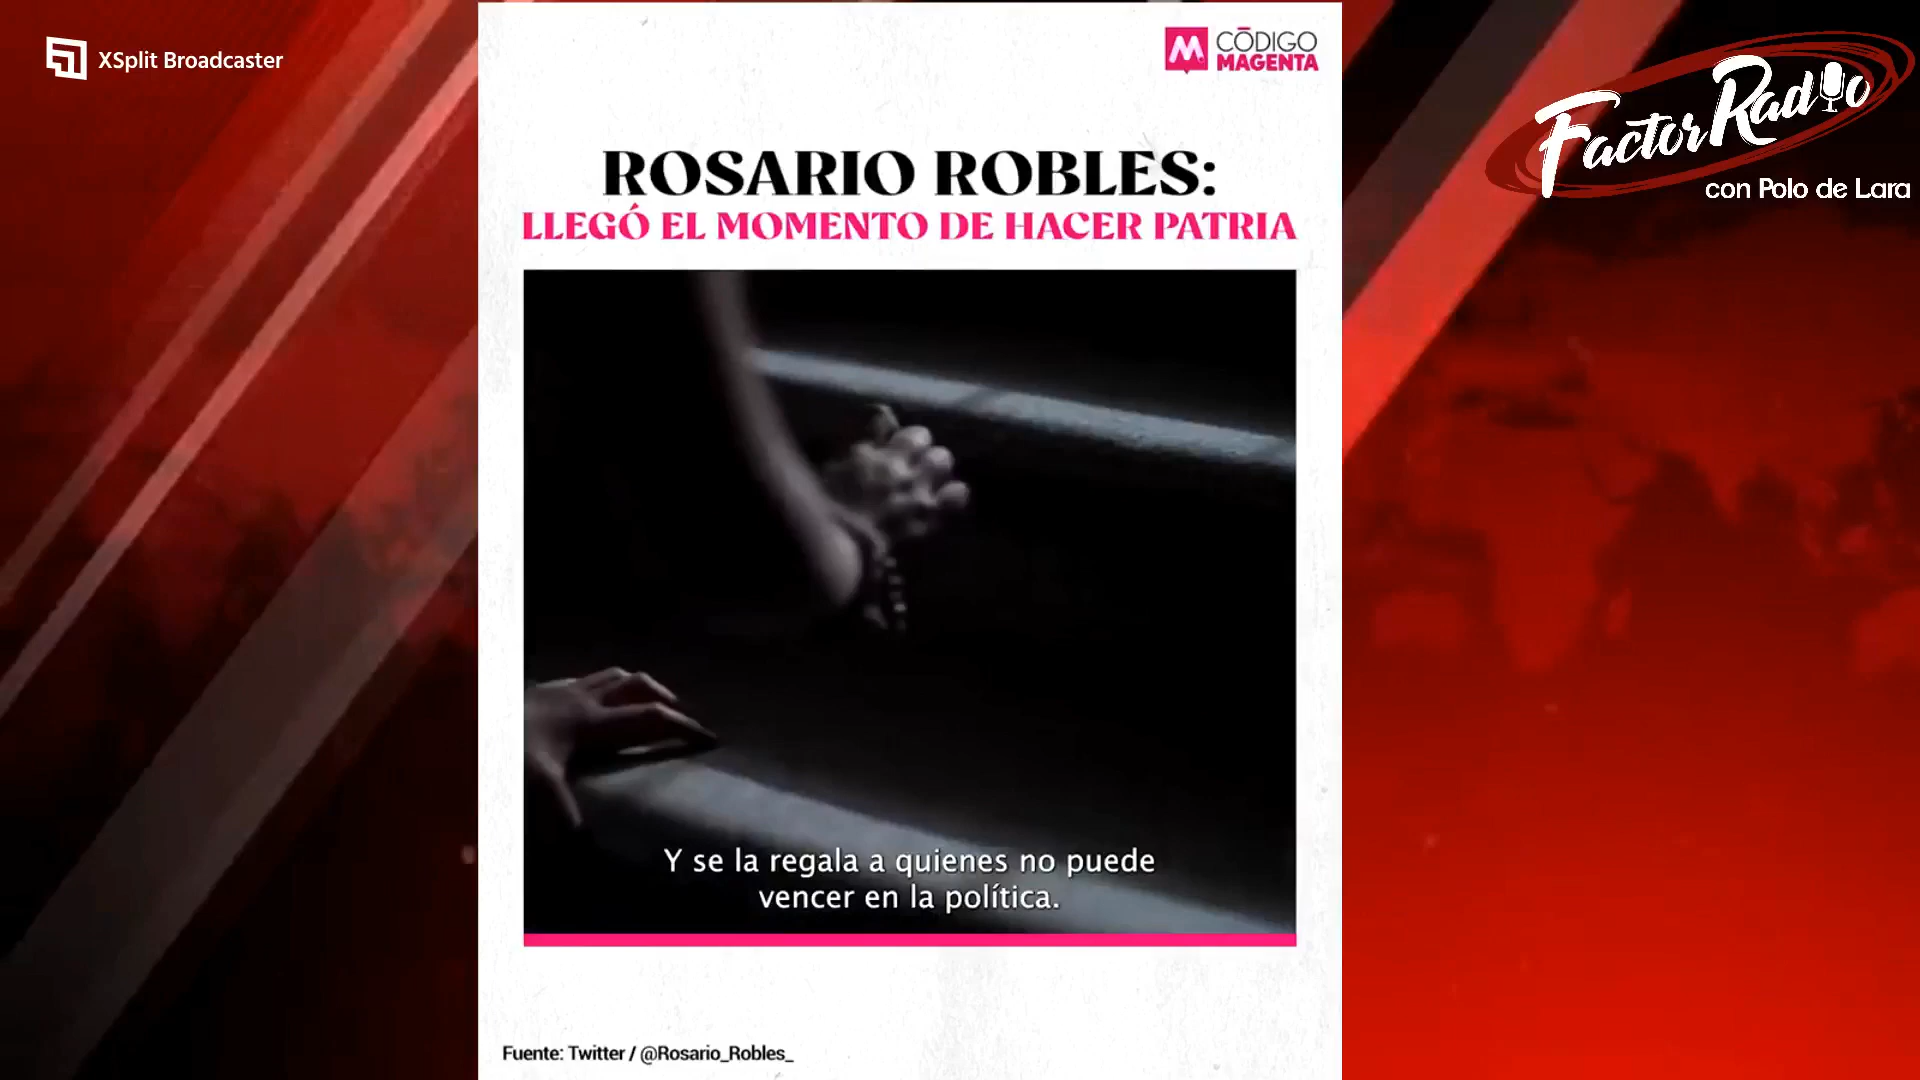 XSplit Broadcaster
CÓDIGO
MAGENTA
Factor Radio
con Polo de Lara
ROSARIO ROBLES:
LLEGÓ EL MOMENTO DE HACER PATRIA
Y se la regala a quienes no puede
vencer en la política.
Fuente: Twitter / @Rosario_Robles_